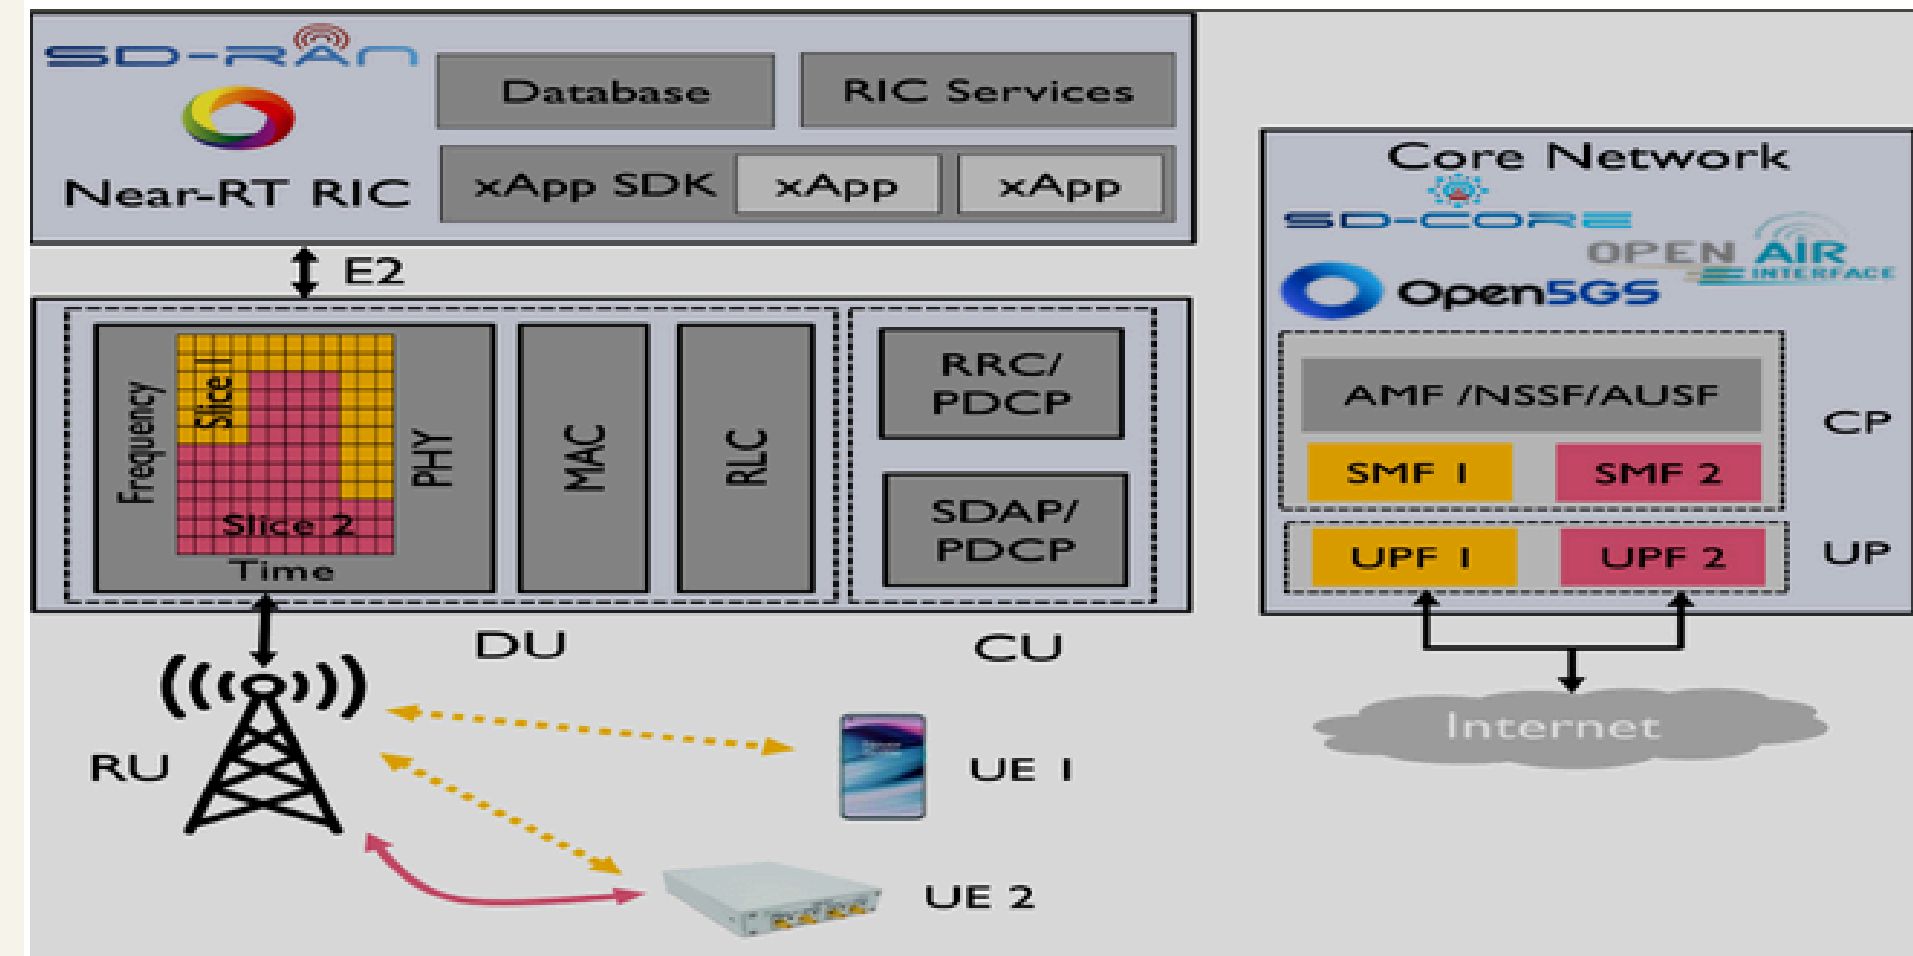 SD-RAN
Near-RT RIC
Database
RIC Services
xApp SDK
xApp
xApp
E2
Frequency
Slice 1
Slice 2
Time
PHY
MAC
RLC
RRC/
PDCP
SDAP/
PDCP
DU
CU
RU
UE 1
UE 2
Core Network
SD-CORE
OPEN AIR
INTERFACE
Open5GS
AMF /NSSF/AUSF
SMF 1
SMF 2
CP
UPF 1
UPF 2
UP
Internet